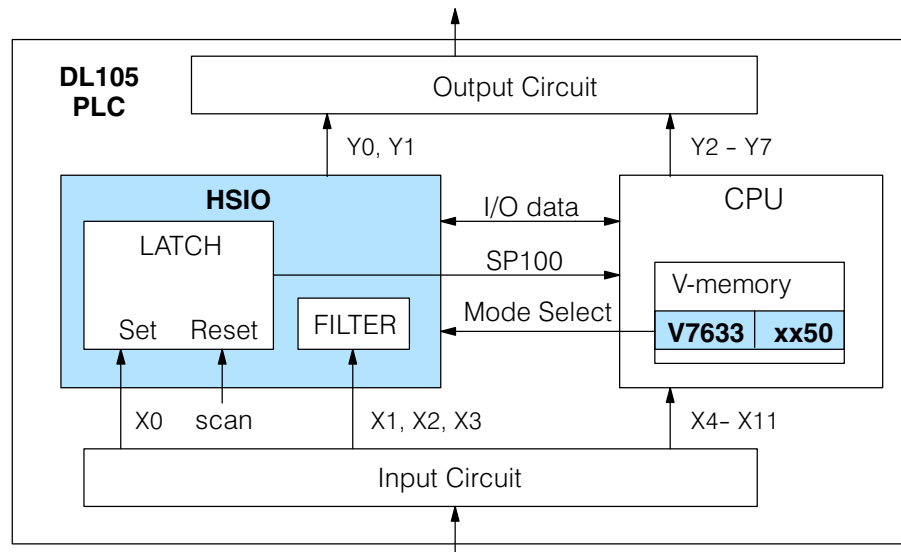 DL105
PLC
Output Circuit
Y0, Y1
Y2 – Y7
HSIO
CPU
I/O data
LATCH
SP100
V-memory
Set Reset
FILTER
Mode Select
V7633 xx50
X0
scan
X1, X2, X3
X4– X11
Input Circuit